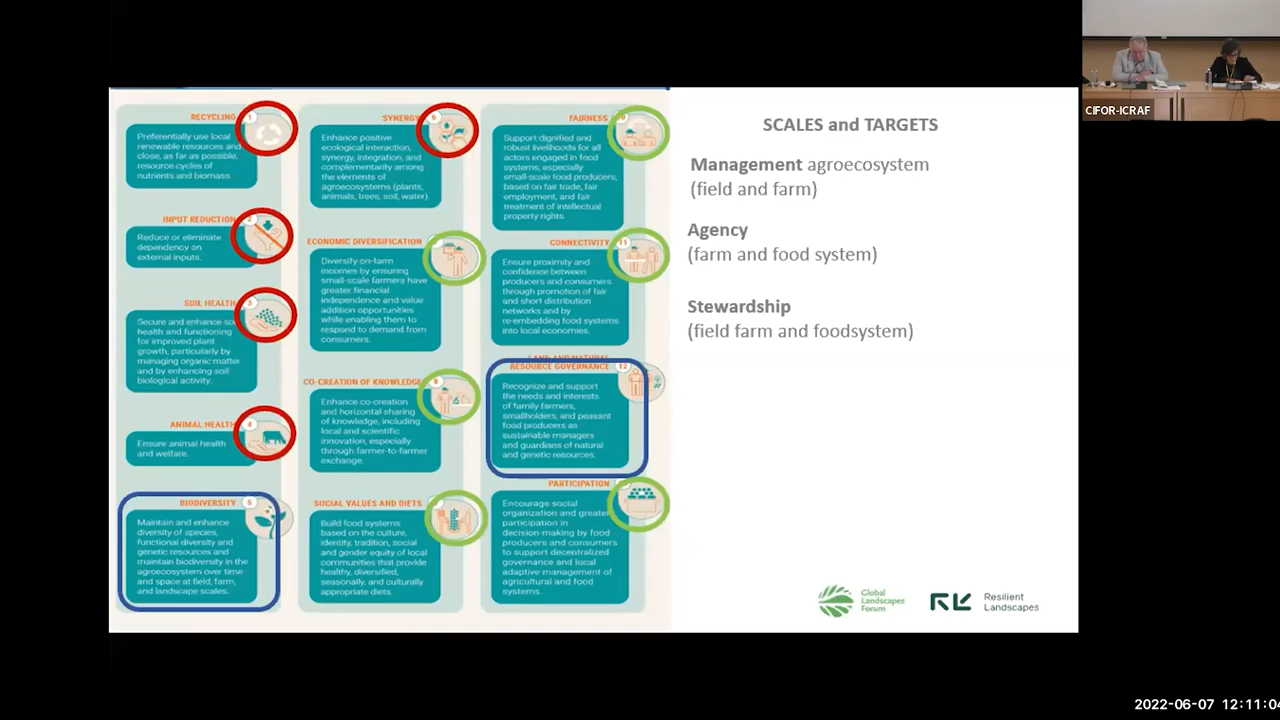 RECYCLING
1
Preferentially use local
renewable resources and
close, as far as possible,
resource cycles of
nutrients and biomass
INPUT REDUCTION
2
Reduce or eliminate
dependency on
external inputs.
SOIL HEALTH
3
Secure and enhance soil
health and functioning
for improved plant
growth, particularly by
managing organic matter
and by enhancing soil
biological activity.
ANIMAL HEALTH
4
Ensure animal health
and welfare.
BIODIVERSITY
5
Maintain and enhance
diversity of species,
functional diversity and
genetic resources and
maintain biodiversity in the
agroecosystem over time
and space at field, farm,
and landscape scales.
SYNERGY
6
Enhance positive
ecological interaction,
synergy, integration, and
complementarity among
the elements of
agroecosystems (plants,
animals, trees, soil, water).
ECONOMIC DIVERSIFICATION
Diversify on-farm
incomes by ensuring
small-scale farmers have
greater financial
independence and value
addition opportunities
while enabling them to
respond to demand from
consumers.
CO-CREATION OF KNOWLEDGE
8
Enhance co-creation
and horizontal sharing
of knowledge, including
local and scientific
innovation, especially
through farmer-to-farmer
exchange.
SOCIAL VALUES AND DIETS
Build food systems
based on the culture,
identity, tradition, social
and gender equity of local
communities that provide
healthy, diversified,
seasonally, and culturally
appropriate diets.
FAIRNESS
Support dignified and
robust livelihoods for all
actors engaged in food
systems, especially
small-scale food producers,
based on fair trade, fair
employment, and fair
treatment of intellectual
property rights.
CONNECTIVITY
11
Ensure proximity and
confidence between
producers and consumers
through promotion of fair
and short distribution
networks and by
re-embedding food systems
into local economies.
LAND AND NATURAL
RESOURCE GOVERNANCE
12
Recognize and support
the needs and interests
of family farmers,
smallholders, and peasant
food producers as
sustainable managers
and guardians of natural
and genetic resources.
PARTICIPATION
Encourage social
organization and greater
participation in
decision-making by food
producers and consumers
to support decentralized
governance and local
adaptive management of
agricultural and food
systems.
SCALES and TARGETS
Management agroecosystem
(field and farm)
Agency
(farm and food system)
Stewardship
(field farm and foodsystem)
Global
Landscapes
Forum
Resilient
Landscapes
CIFOR-ICRAF
2022-06-07 12:11:04